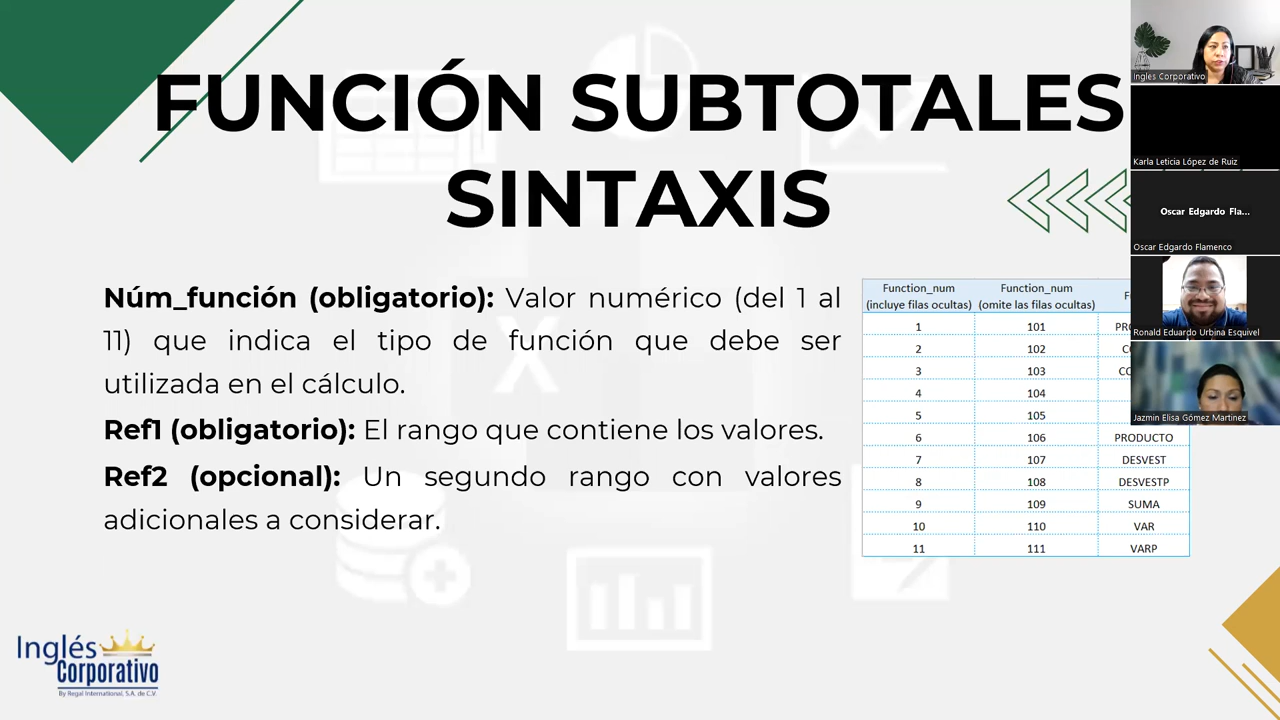 FUNCIÓN SUBTOTALES
SINTAXIS
Núm_función (obligatorio): Valor numérico (del 1 al
11) que indica el tipo de función que debe ser
utilizada en el cálculo.
Ref1 (obligatorio): El rango que contiene los valores.
Ref2 (opcional): Un segundo rango con valores
adicionales a considerar.
Function_num Function_num
(incluye filas ocultas) (omite las filas ocultas)
1 101
2 102
3 103
4 104
5 105
6 106 PRODUCTO
7 107 DESVEST
8 108 DESVESTP
9 109 SUMA
10 110 VAR
11 111 VARP
Ingles Corporativo
Karla Leticia López de Ruiz
Oscar Edgardo Fla...
Oscar Edgardo Flamenco
Ronald Eduardo Urbina Esquivel
Jazmin Elisa Gómez Martinez
Inglés
Corporativo
By Regal International, S.A. de C.V.